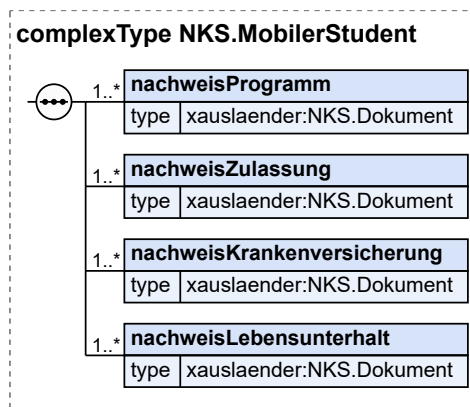 complexType NKS.MobilerStudent
1..* nachweisProgramm
type xauslaender:NKS.Dokument
1..* nachweisZulassung
type xauslaender:NKS.Dokument
1..* nachweisKrankenversicherung
type xauslaender:NKS.Dokument
1..* nachweisLebensunterhalt
type xauslaender:NKS.Dokument